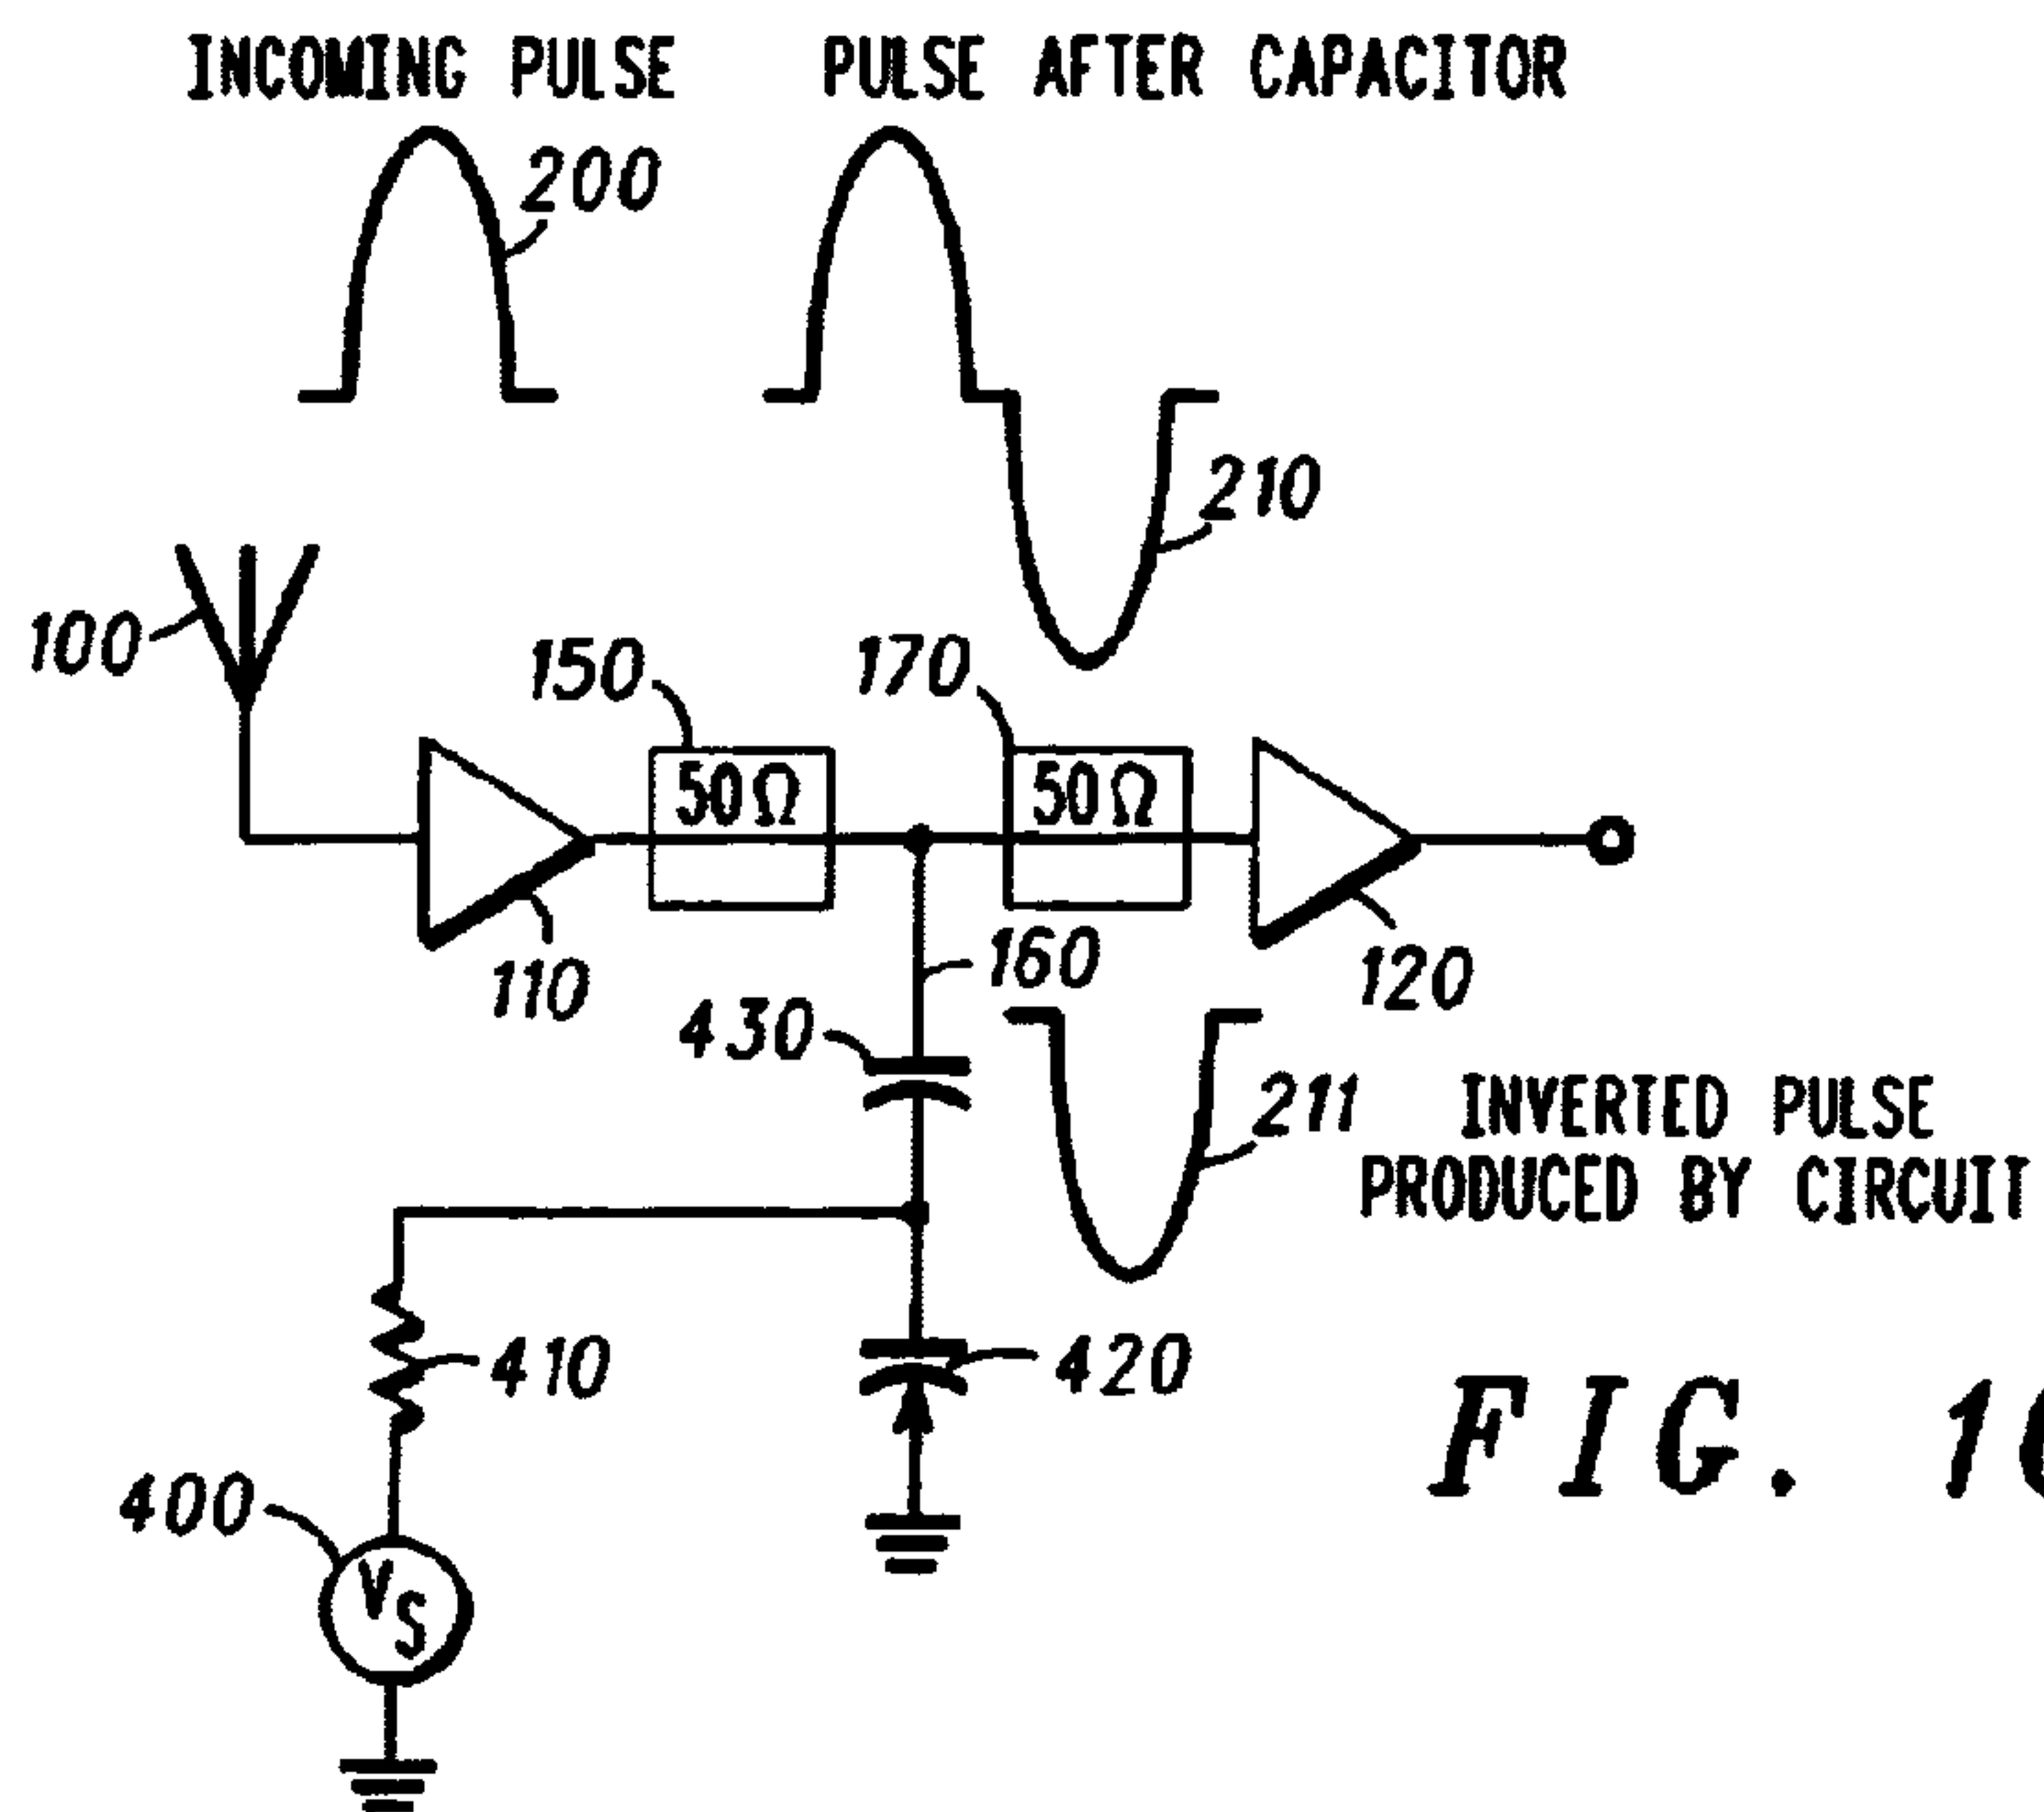 INCOMING PULSE PULSE AFTER CAPACITOR
200
210
100
150
170
50Ω
50Ω
110
160
120
430
211
INVERTED PULSE
PRODUCED BY CIRCUIT
410
420
400
VS
FIG.